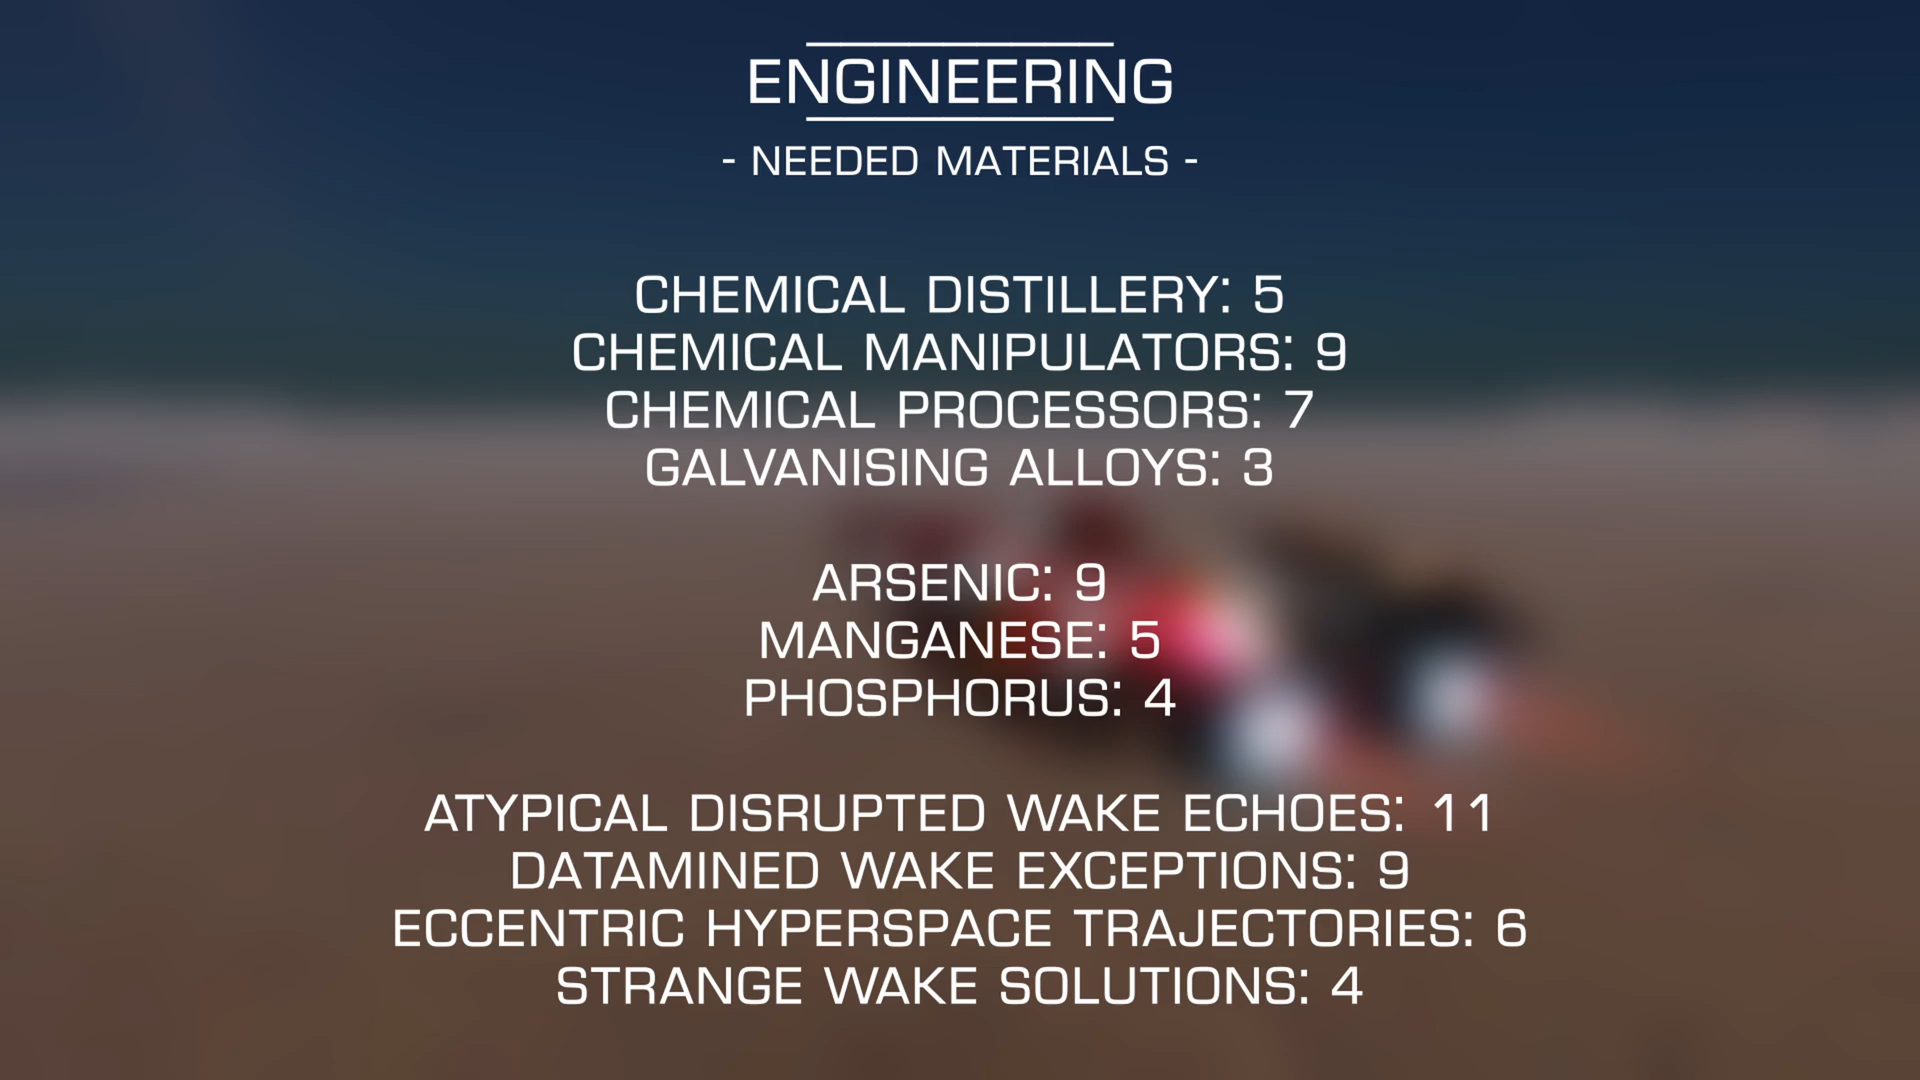 ENGINEERING
- NEEDED MATERIALS -
CHEMICAL DISTILLERY: 5
CHEMICAL MANIPULATORS: 9
CHEMICAL PROCESSORS: 7
GALVANISING ALLOYS: 3
ARSENIC: 9
MANGANESE: 5
PHOSPHORUS: 4
ATYPICAL DISRUPTED WAKE ECHOES: 11
DATAMINED WAKE EXCEPTIONS: 9
ECCENTRIC HYPERSPACE TRAJECTORIES: 6
STRANGE WAKE SOLUTIONS: 4